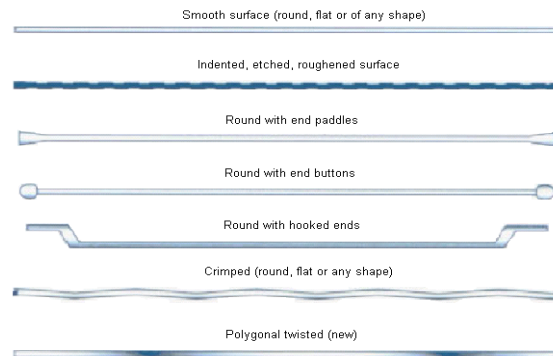 Smooth surface (round, flat or of any shape)
Indented, etched, roughened surface
Round with end paddles
Round with end buttons
Round with hooked ends
Crimped (round, flat or any shape)
Polygonal twisted (new)